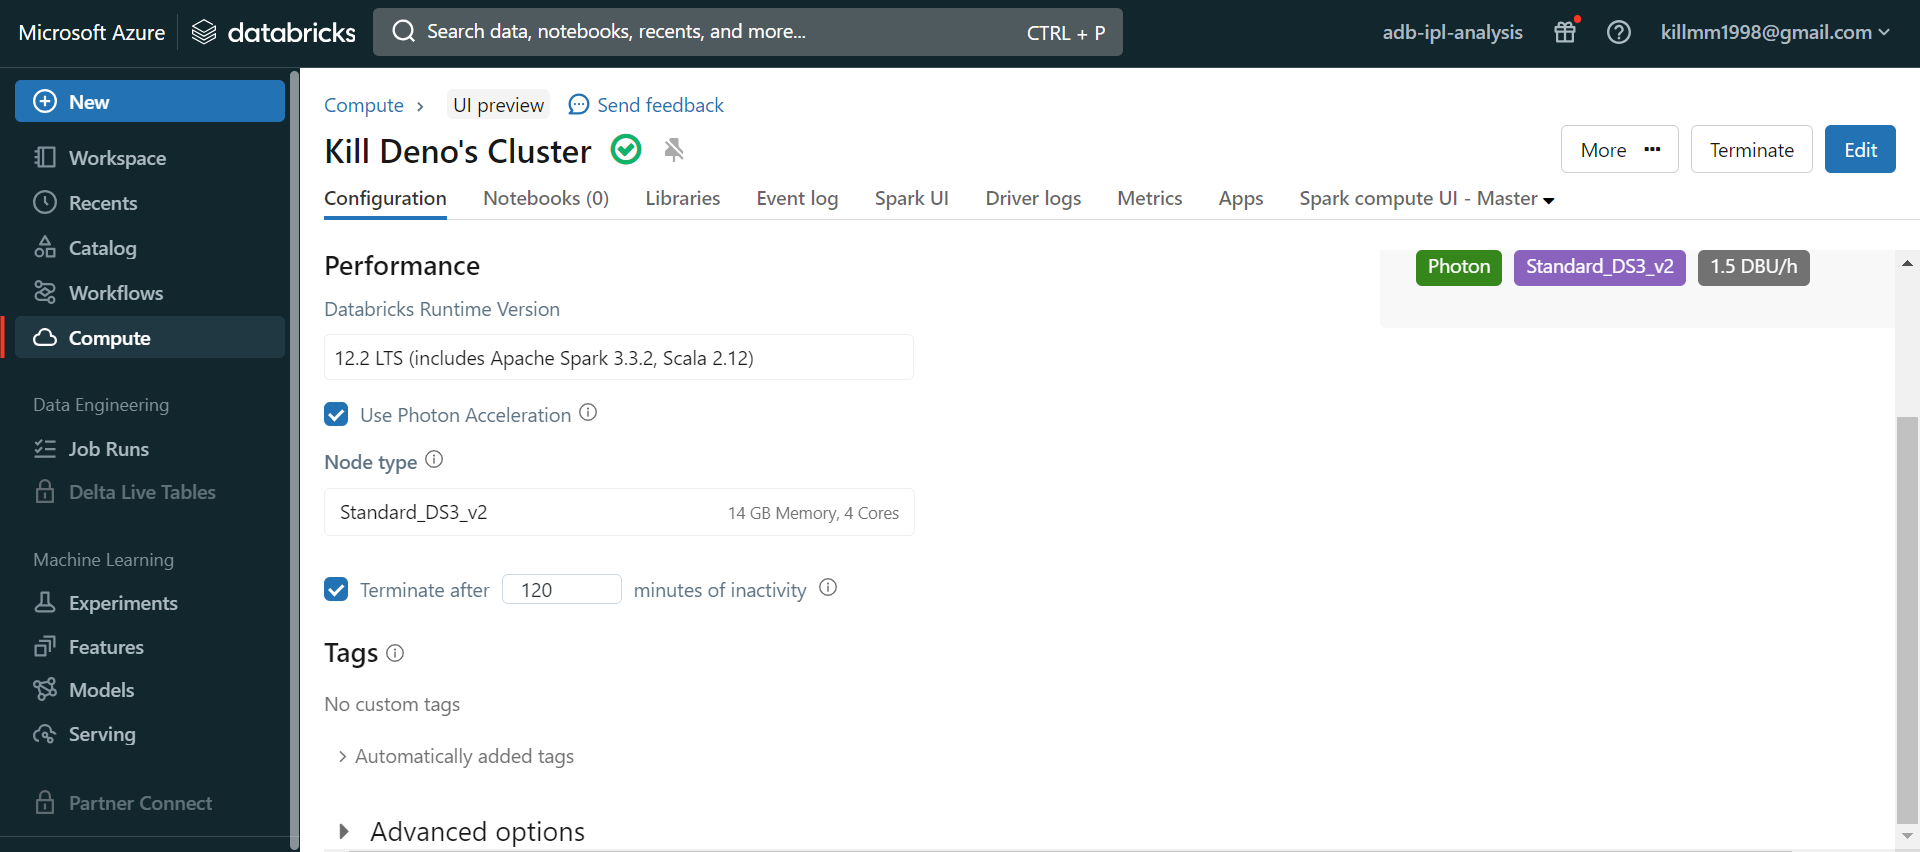 Microsoft Azure databricks Search data, notebooks, recents, and more... CTRL + P adb-ipl-analysis killmm1998@gmail.com
New
Workspace
Recents
Catalog
Workflows
Compute
Data Engineering
Job Runs
Delta Live Tables
Machine Learning
Experiments
Features
Models
Serving
Partner Connect
Compute > UI preview Send feedback
Kill Deno's Cluster More ··· Terminate Edit
Configuration Notebooks (0) Libraries Event log Spark UI Driver logs Metrics Apps Spark compute UI - Master
Performance
Photon Standard_DS3_v2 1.5 DBU/h
Databricks Runtime Version
12.2 LTS (includes Apache Spark 3.3.2, Scala 2.12)
Use Photon Acceleration
Node type
Standard_DS3_v2 14 GB Memory, 4 Cores
Terminate after 120 minutes of inactivity
Tags
No custom tags
Automatically added tags
Advanced options